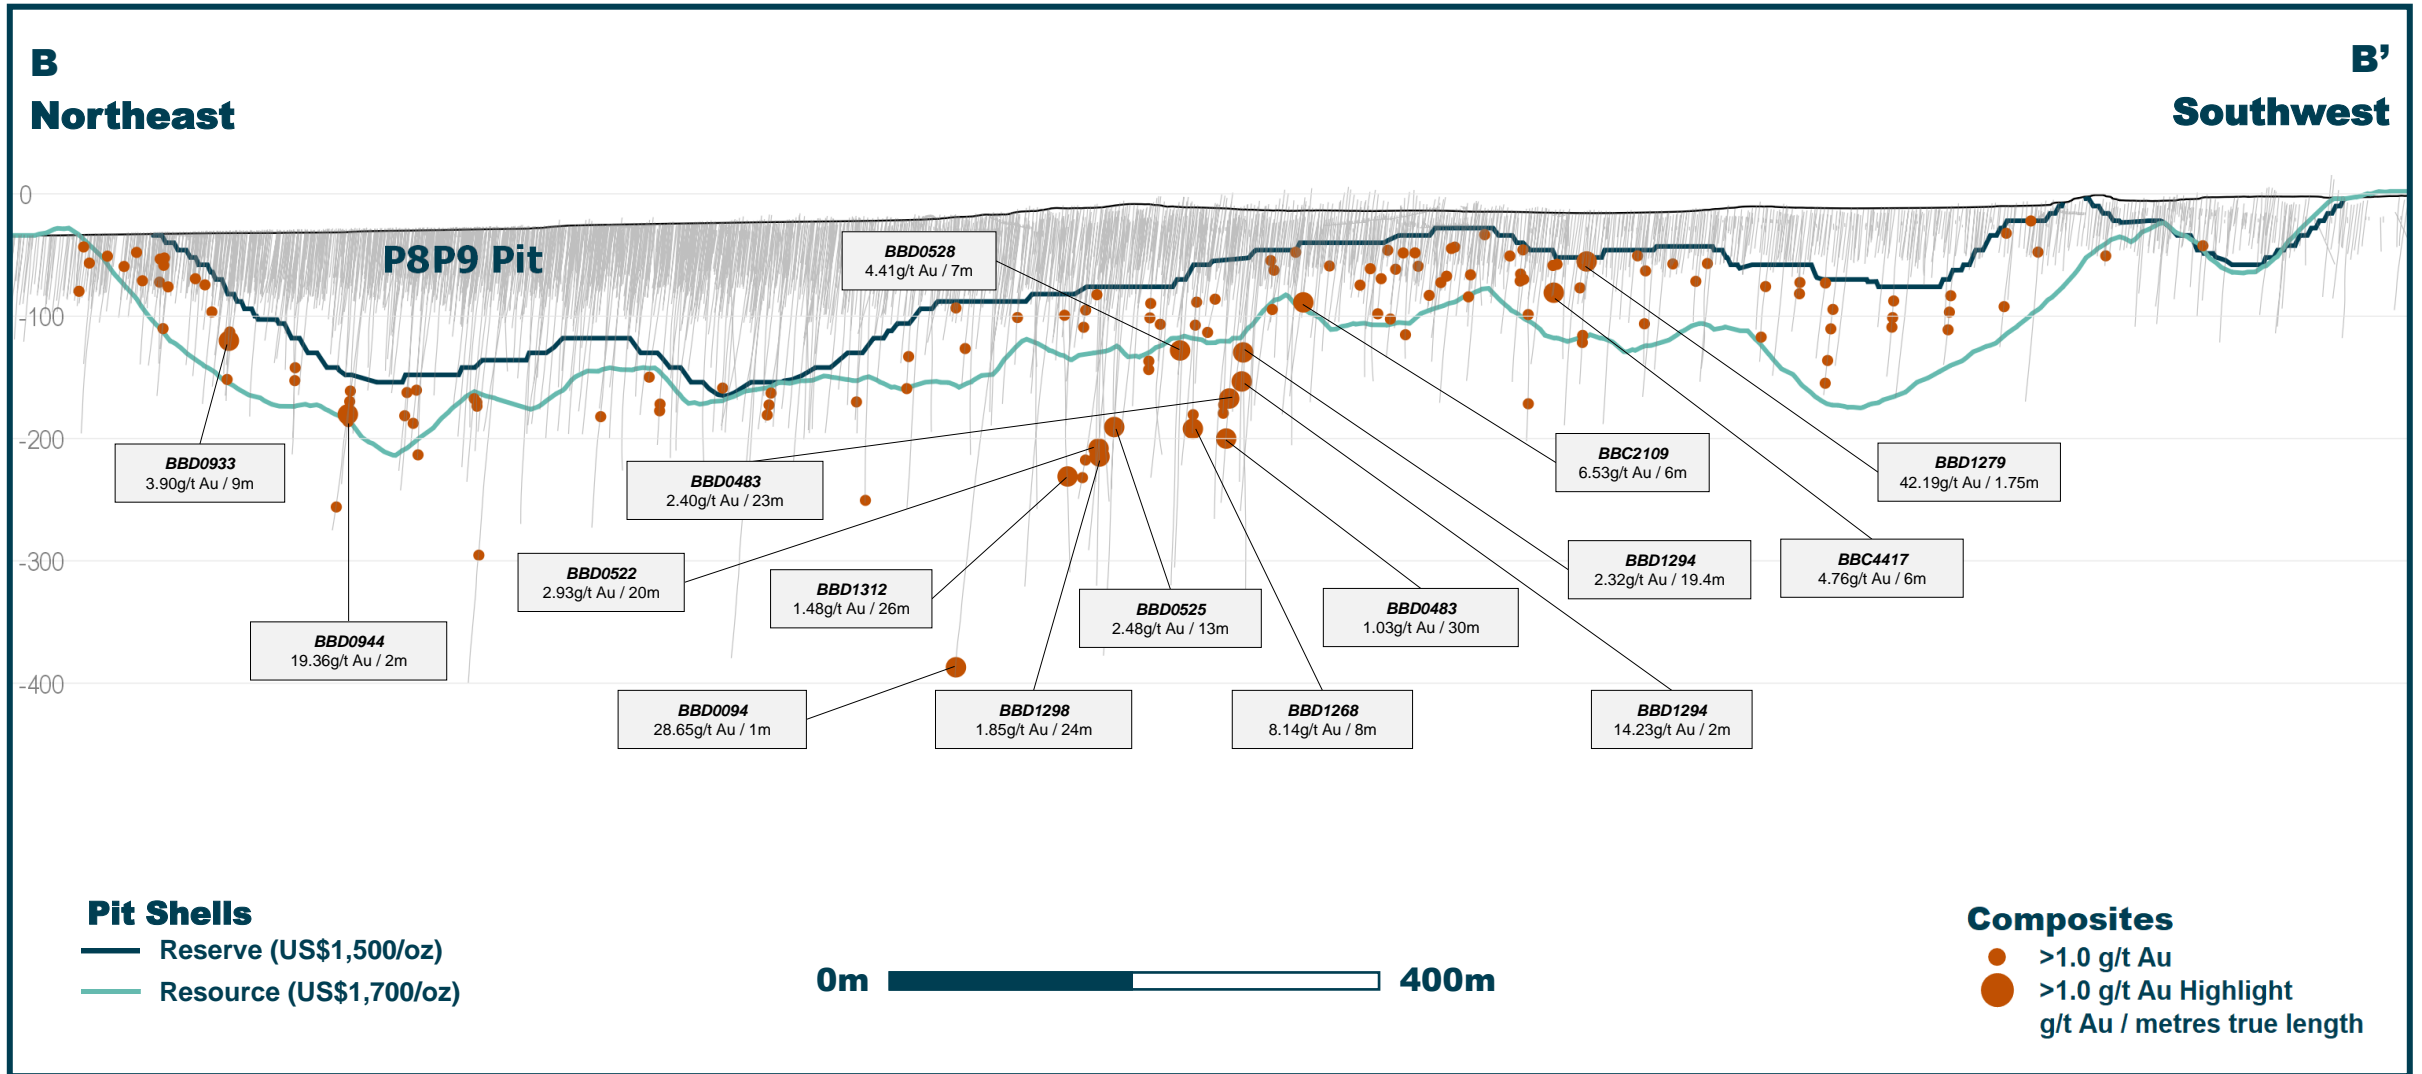 B
Northeast
B’
Southwest
0
-100
-200
-300
-400
P8P9 Pit
BBD0528
4.41g/t Au / 7m
BBD0933
3.90g/t Au / 9m
BBD0483
2.40g/t Au / 23m
BBC2109
6.53g/t Au / 6m
BBD1279
42.19g/t Au / 1.75m
BBD0522
2.93g/t Au / 20m
BBD1312
1.48g/t Au / 26m
BBD0525
2.48g/t Au / 13m
BBD0483
1.03g/t Au / 30m
BBD1294
2.32g/t Au / 19.4m
BBC4417
4.76g/t Au / 6m
BBD0944
19.36g/t Au / 2m
BBD0094
28.65g/t Au / 1m
BBD1298
1.85g/t Au / 24m
BBD1268
8.14g/t Au / 8m
BBD1294
14.23g/t Au / 2m
Pit Shells
Reserve (US$1,500/oz)
Resource (US$1,700/oz)
0m
400m
Composites
>1.0 g/t Au
>1.0 g/t Au Highlight
g/t Au / metres true length